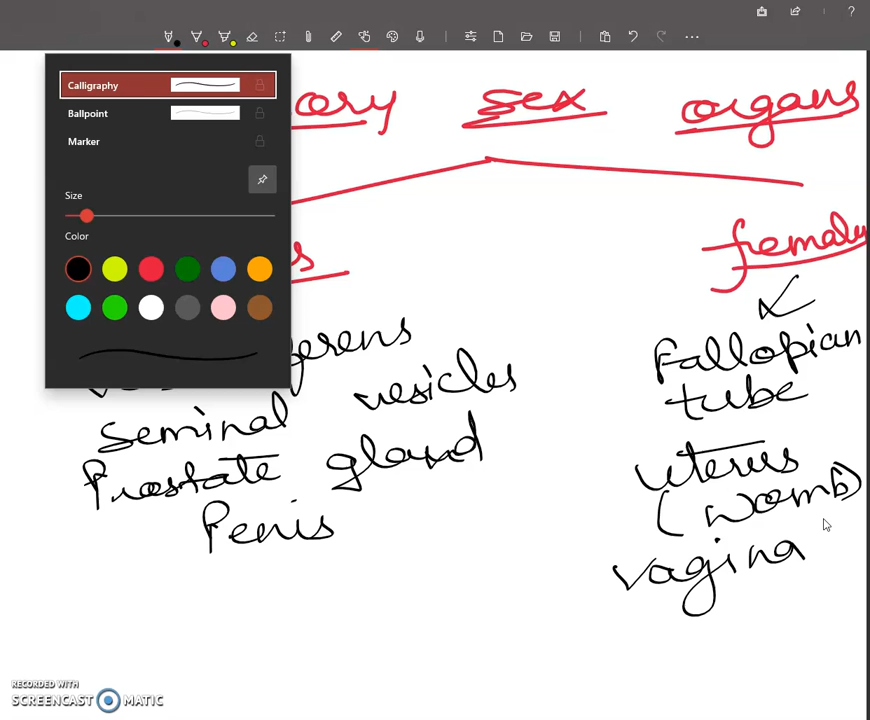 ?
Calligraphy
Ballpoint
Marker
Size
Color
sex organs
female
Fallopian
tube
seminal vesicles
Prostate gland
Penis
uterus
(womb)
vagina
RECORDED WITH
SCREENCAST MATIC